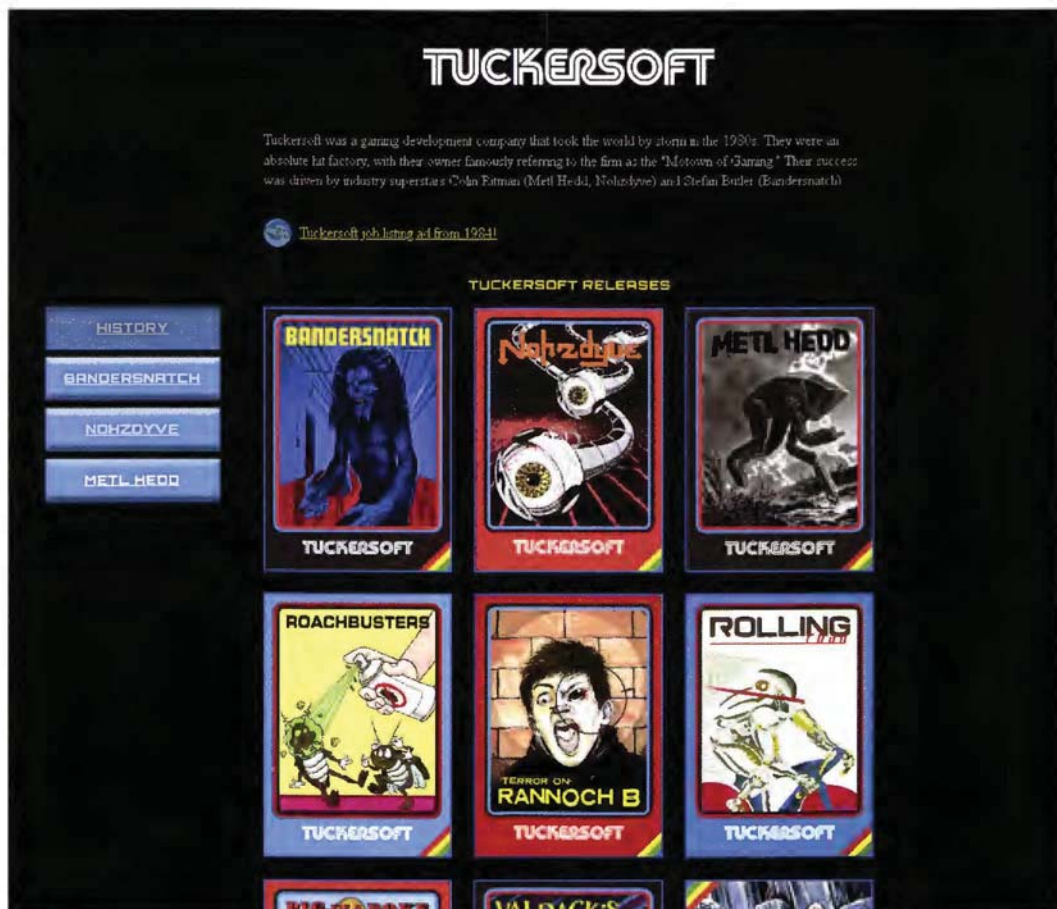 TUCKERSOFT
Tuckersoft was a gaming development company that took the world by storm in the 1980s. They were an
absolute hit factory, with their owner famously referring to the firm as the "Motown of Gaming." Their success
was driven by industry superstars Colin Ritman (Metl Hedd, Nohzdyve) and Stefan Butler (Bandersnatch)
Tuckersoft job listing ad from 1984!
TUCKERSOFT RELEASES
HISTORY
BANDERSNATCH
NOHZDYVE
METL HEDD
BANDERSNATCH
TUCKERSOFT
Nohzdyve
TUCKERSOFT
METL HEDD
TUCKERSOFT
ROACHBUSTERS
TUCKERSOFT
TERROR ON
RANNOCH B
TUCKERSOFT
ROLLING
TUCKERSOFT